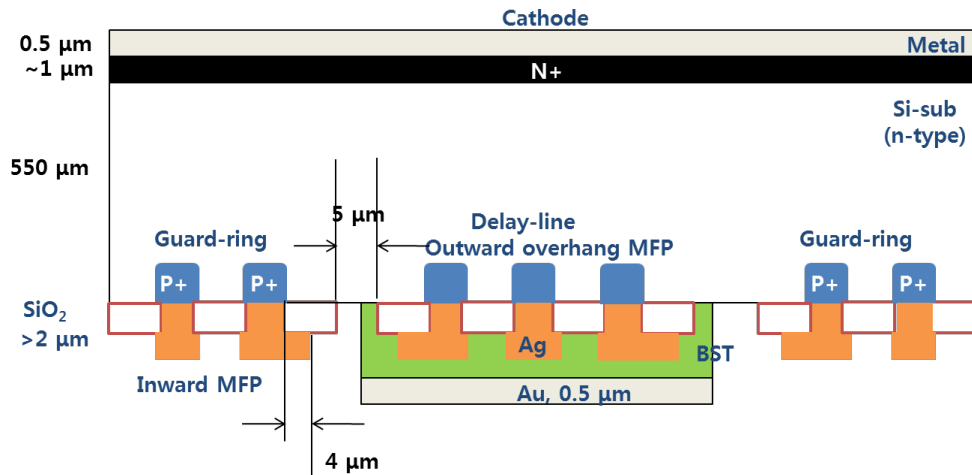 Cathode
0.5 µm
Metal
~1 µm
N+
Si-sub
(n-type)
550 µm
5 µm
Delay-line
Guard-ring
Outward overhang MFP
Guard-ring
P+
P+
P+
P+
SiO2
>2 µm
Ag
BST
Inward MFP
Au, 0.5 µm
4 µm